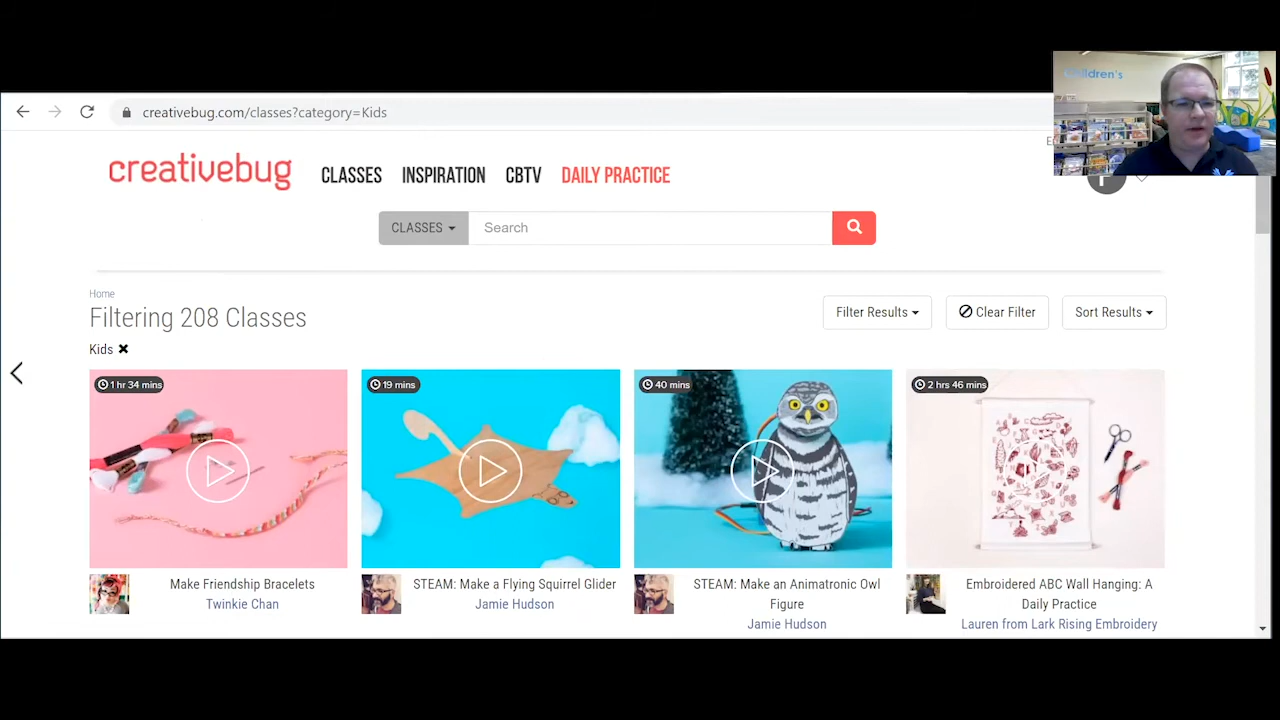 Children's
creativebug.com/classes?category=Kids
creativebug
CLASSES
INSPIRATION
CBTV
DAILY PRACTICE
CLASSES
Search
Home
Filtering 208 Classes
Filter Results
Clear Filter
Sort Results
Kids
1 hr 34 mins
19 mins
40 mins
2 hrs 46 mins
Make Friendship Bracelets
Twinkie Chan
STEAM: Make a Flying Squirrel Glider
Jamie Hudson
STEAM: Make an Animatronic Owl
Figure
Jamie Hudson
Embroidered ABC Wall Hanging: A
Daily Practice
Lauren from Lark Rising Embroidery